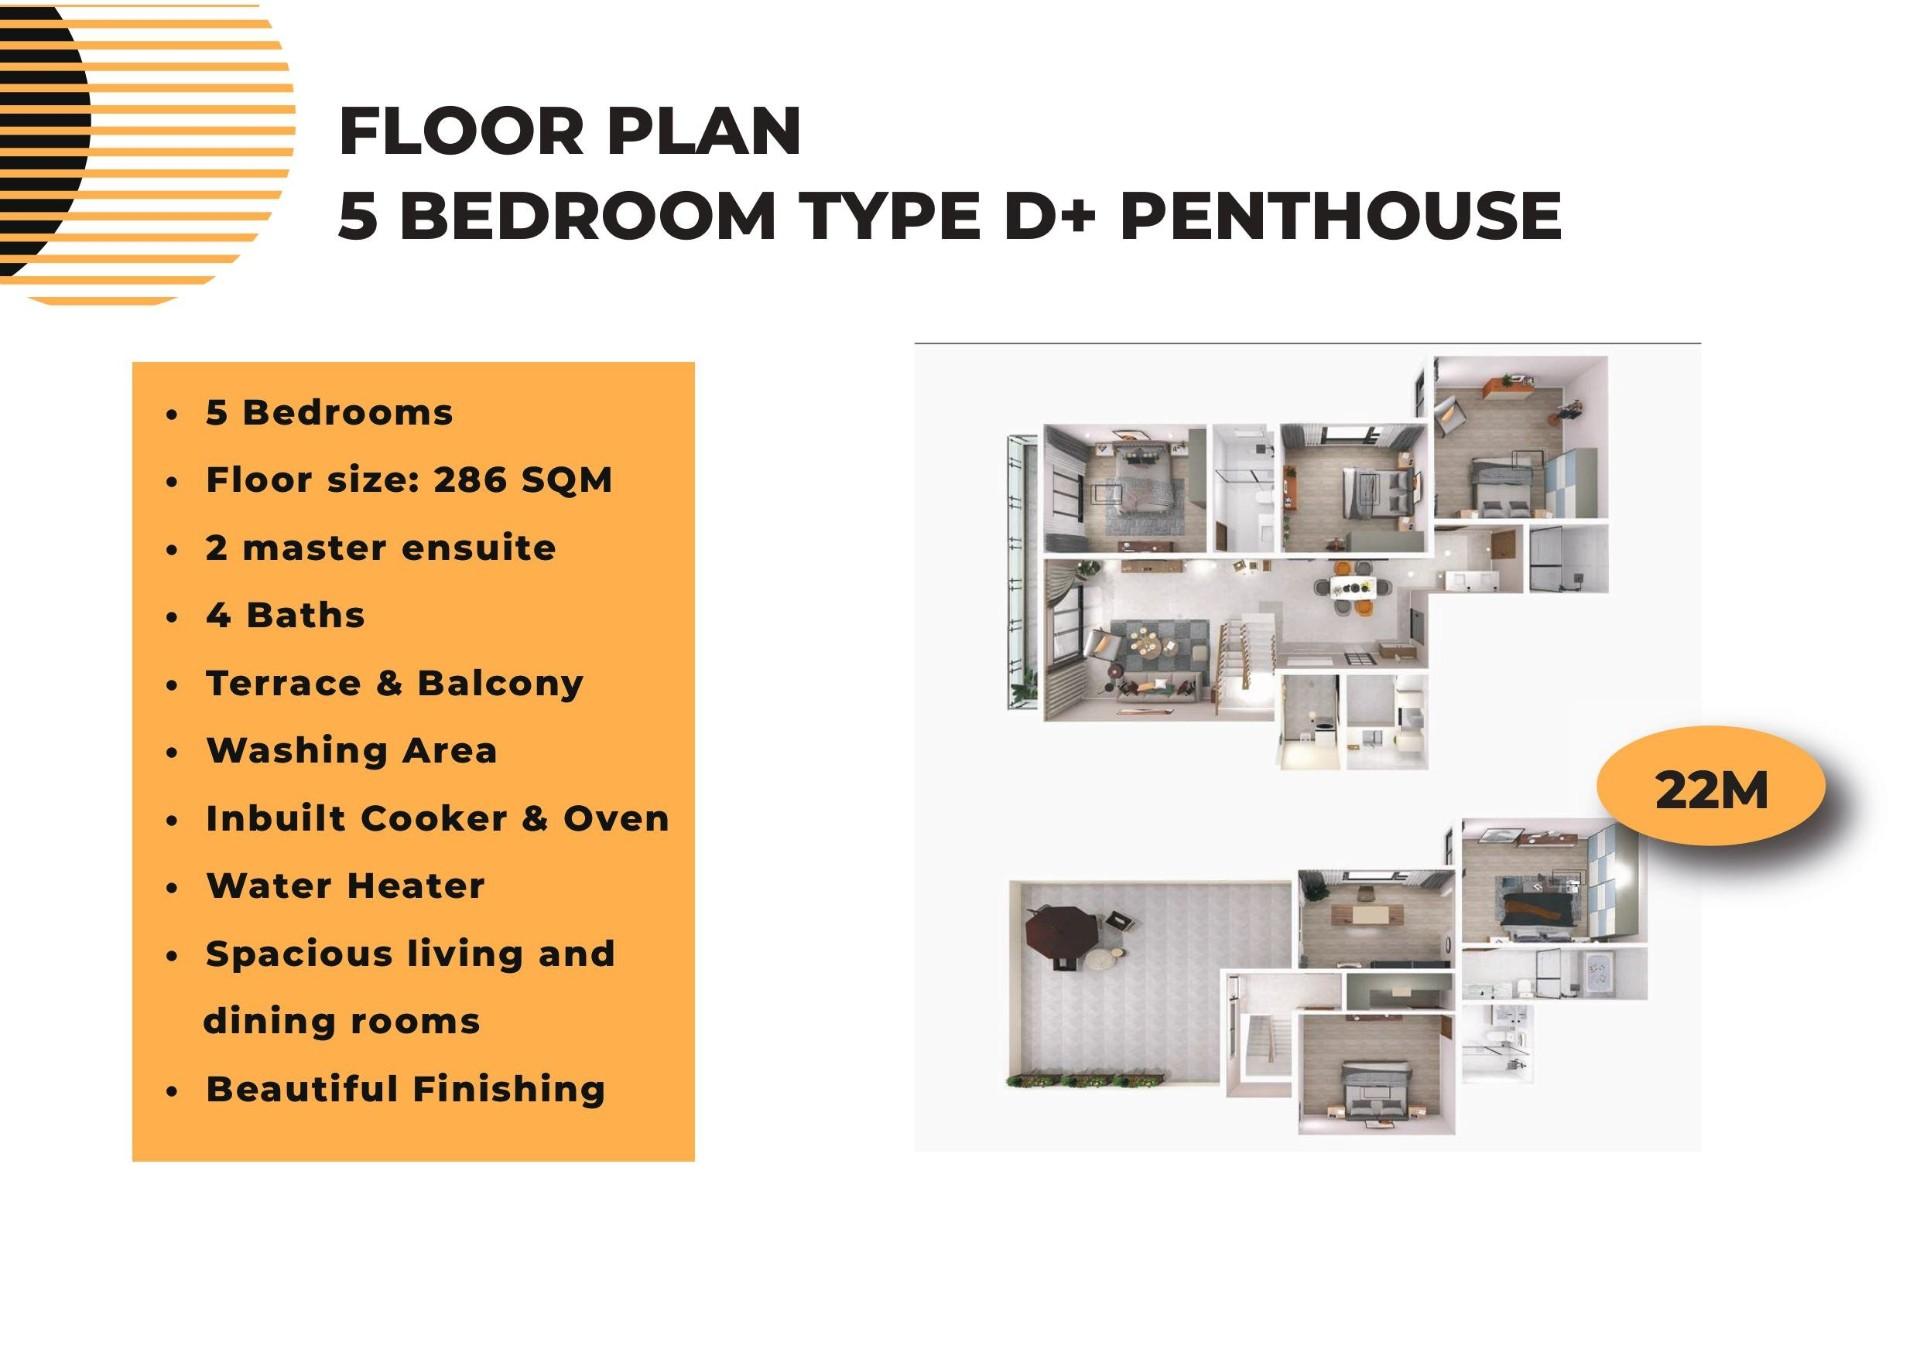 FLOOR PLAN
5 BEDROOM TYPE D+ PENTHOUSE
• 5 Bedrooms
• Floor size: 286 SQM
• 2 master ensuite
• 4 Baths
• Terrace & Balcony
• Washing Area
• Inbuilt Cooker & Oven
• Water Heater
• Spacious living and
dining rooms
• Beautiful Finishing
22M